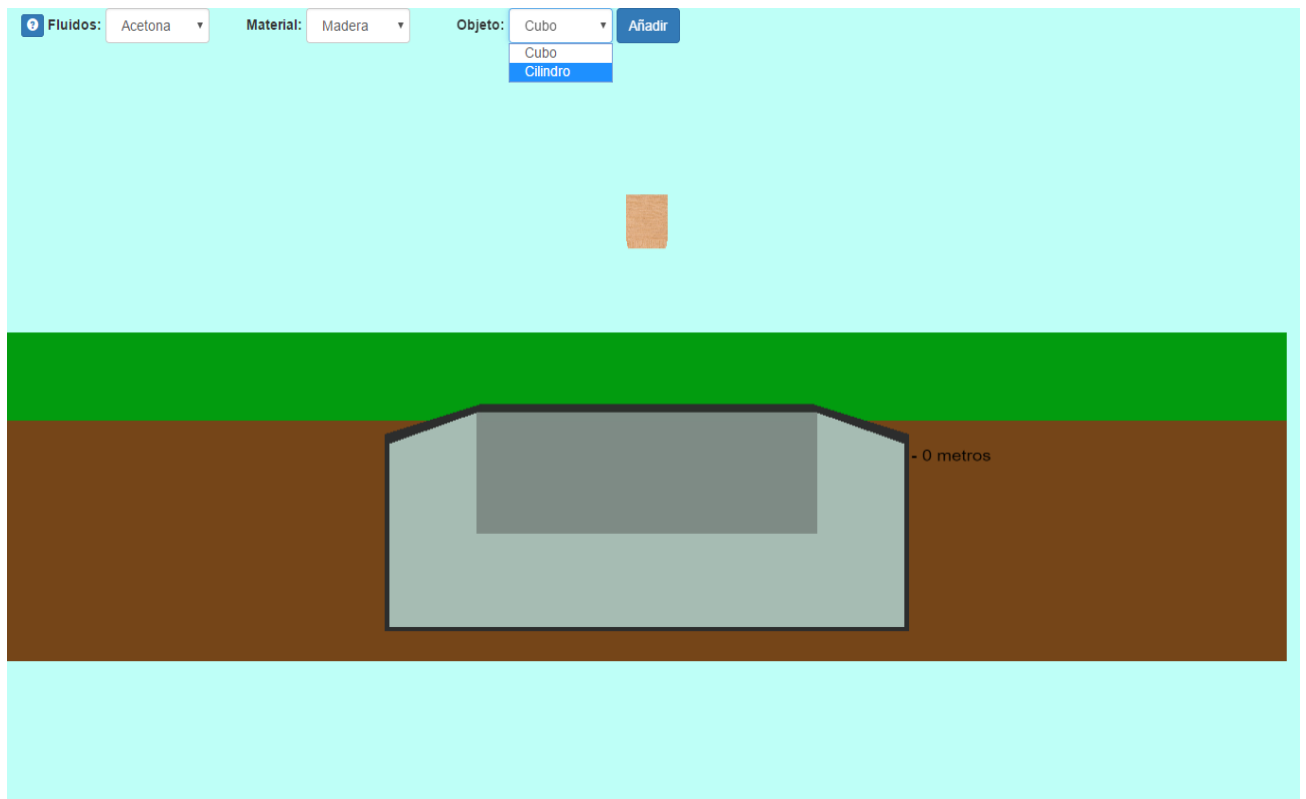 Fluidos: Acetona Material: Madera Objeto: Cubo Añadir
Cubo
Cilindro
- 0 metros